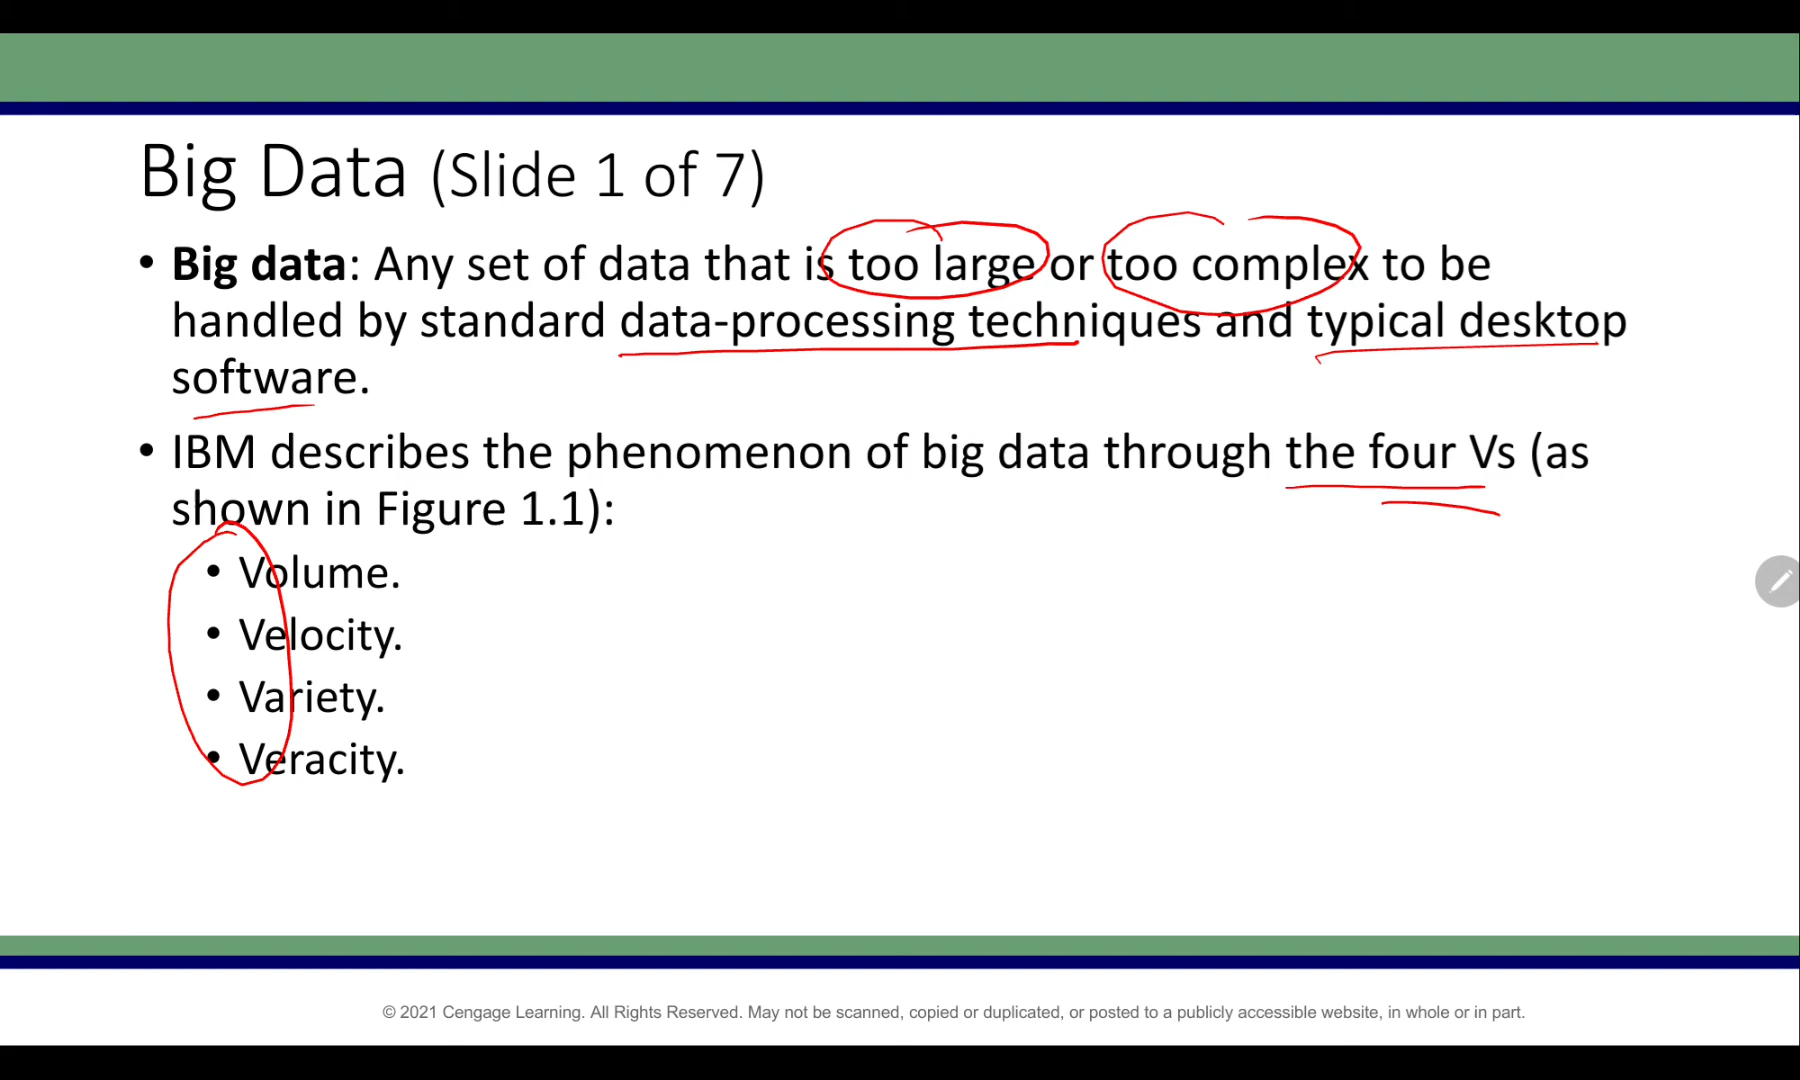 Big Data (Slide 1 of 7)
• Big data: Any set of data that is too large or too complex to be
handled by standard data-processing techniques and typical desktop
software.
• IBM describes the phenomenon of big data through the four Vs (as
shown in Figure 1.1):
• Volume.
• Velocity.
• Variety.
• Veracity.
© 2021 Cengage Learning. All Rights Reserved. May not be scanned, copied or duplicated, or posted to a publicly accessible website, in whole or in part.